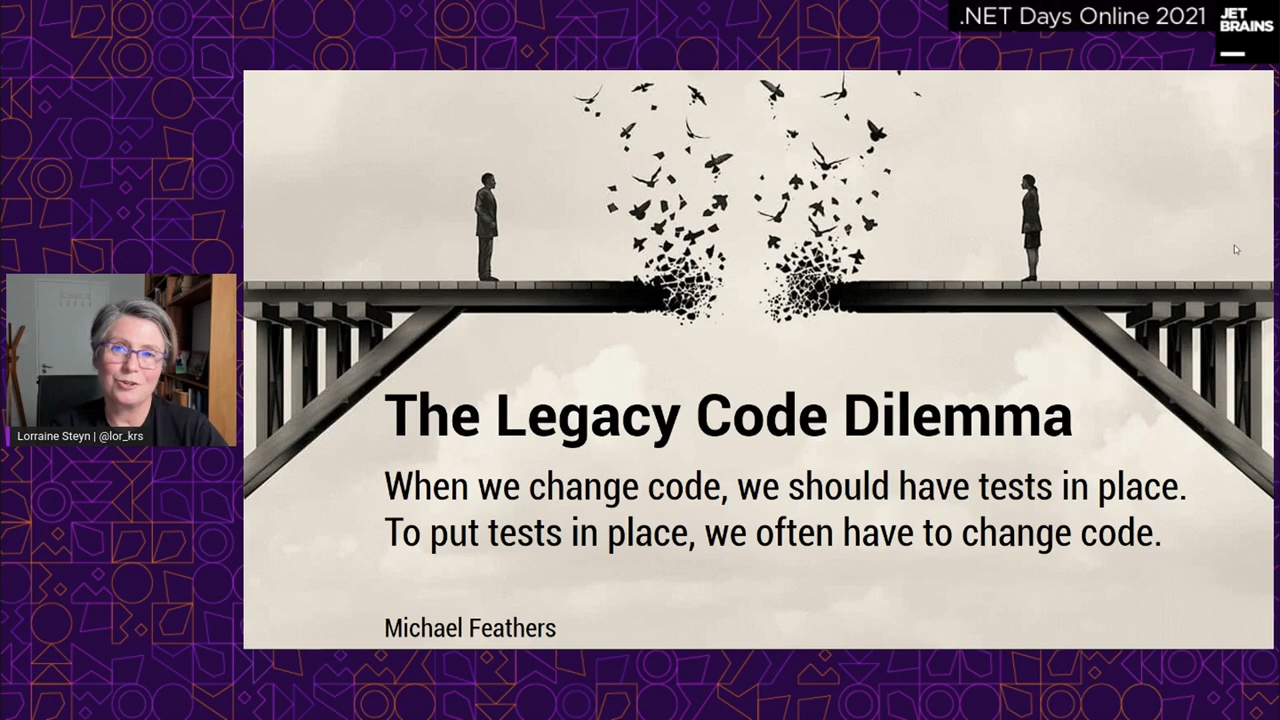 .NET Days Online 2021
JET
BRAINS
The Legacy Code Dilemma
When we change code, we should have tests in place.
To put tests in place, we often have to change code.
Lorraine Steyn | @lor_krs
Michael Feathers